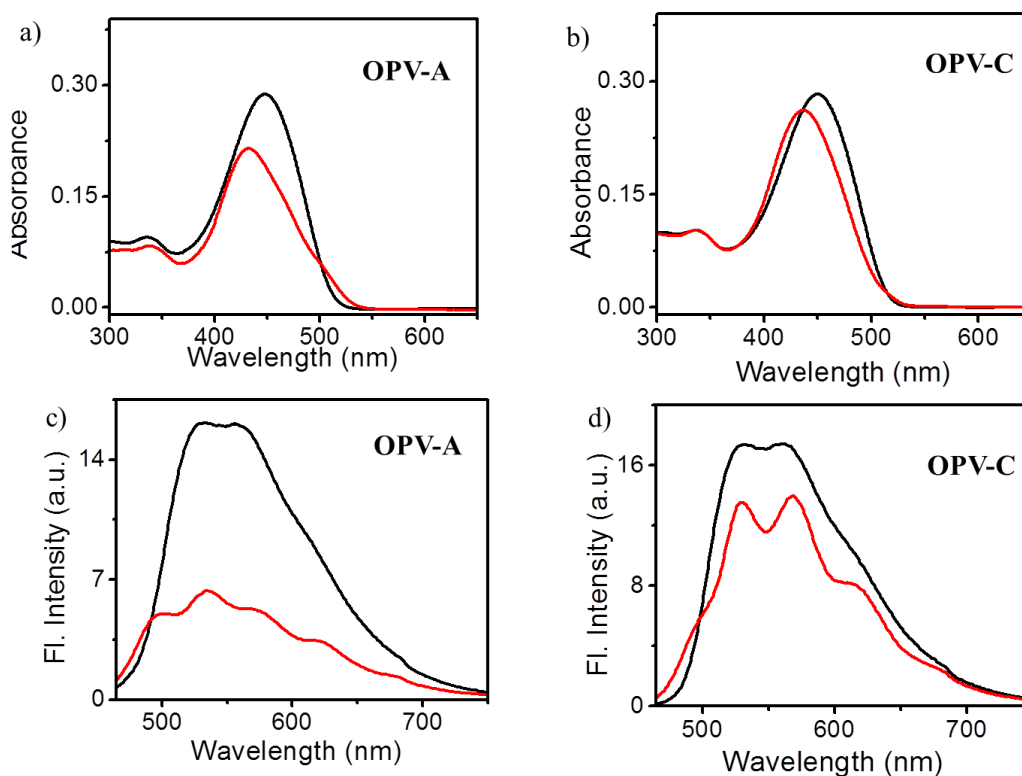 a)
OPV-A
Absorbance
0.30
0.15
0.00
300 400 500 600
Wavelength (nm)
b)
OPV-C
Absorbance
0.30
0.15
0.00
300 400 500 600
Wavelength (nm)
c)
OPV-A
Fl. Intensity (a.u.)
14
7
0
500 600 700
Wavelength (nm)
d)
OPV-C
Fl. Intensity (a.u.)
16
8
0
500 600 700
Wavelength (nm)